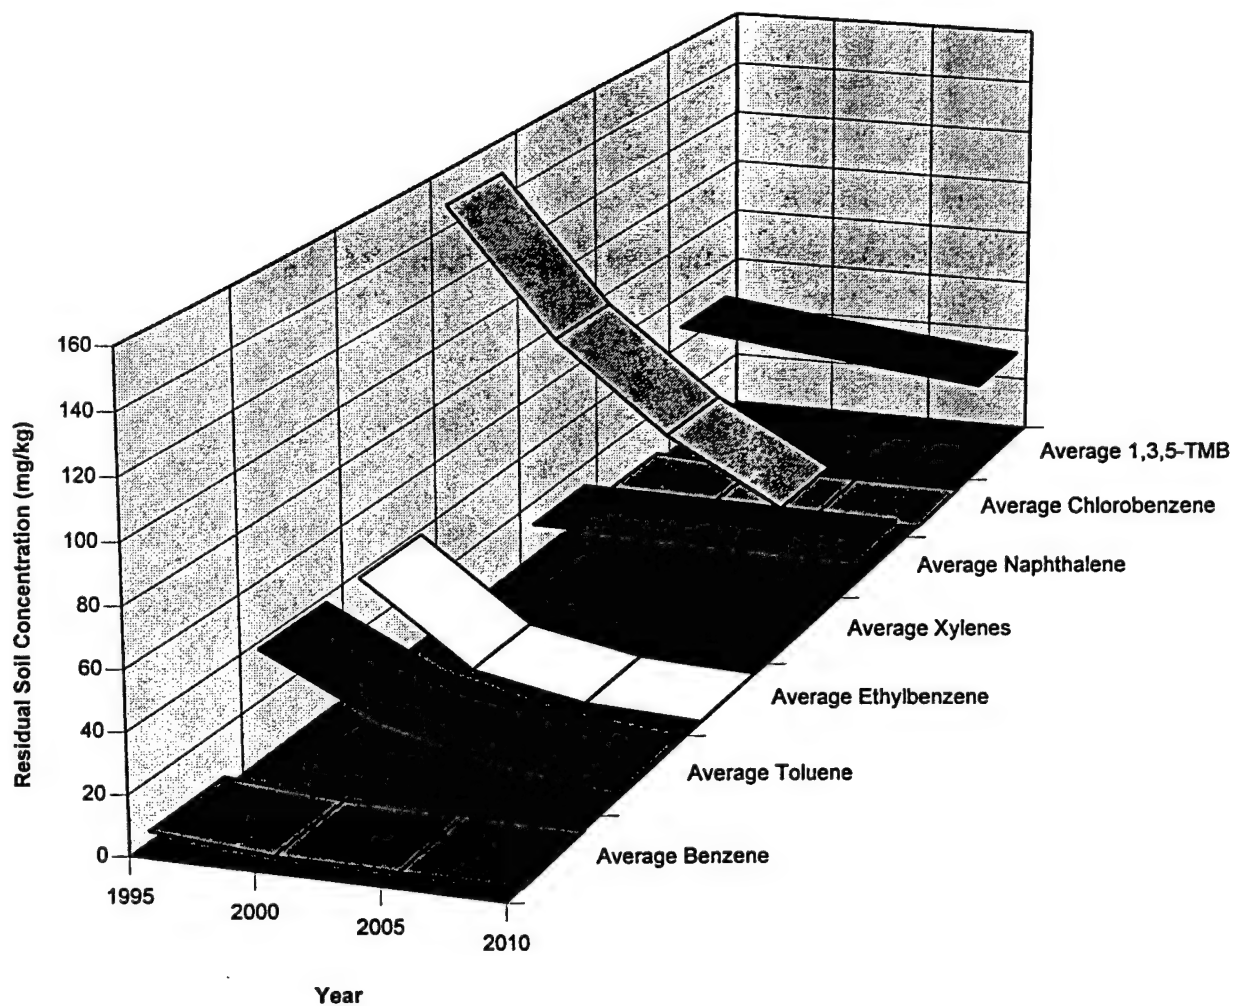 160
140
120
100
80
60
40
20
0
Residual Soil Concentration (mg/kg)
1995
2000
2005
2010
Year
Average 1,3,5-TMB
Average Chlorobenzene
Average Naphthalene
Average Xylenes
Average Ethylbenzene
Average Toluene
Average Benzene